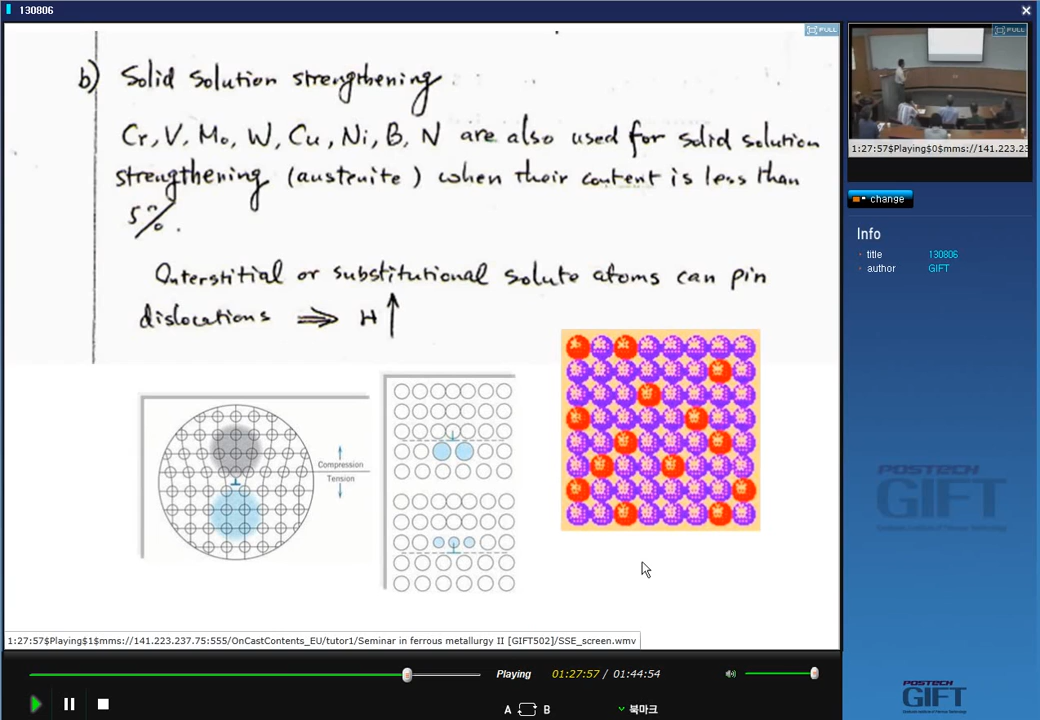 130806
FULL
b) Solid solution strengthening
Cr, V, Mo, W, Cu, Ni, B, N are also used for solid solution
strengthening (austenite) when their content is less than
5%.
Interstitial or substitutional solute atoms can pin
dislocations ⇒ H ↑
Compression
Tension
1:27:57$Playing$1$mms://141.223.237.75:555/OnCastContents_EU/tutor1/Seminar in ferrous metallurgy II [GIFT502]/SSE_screen.wmv
Playing 01:27:57 / 01:44:54
A B 북마크
FULL
1:27:57$Playing$0$mms://141.223.23
change
Info
title 130806
author GIFT
POSTECH
GIFT
POSTECH
GIFT